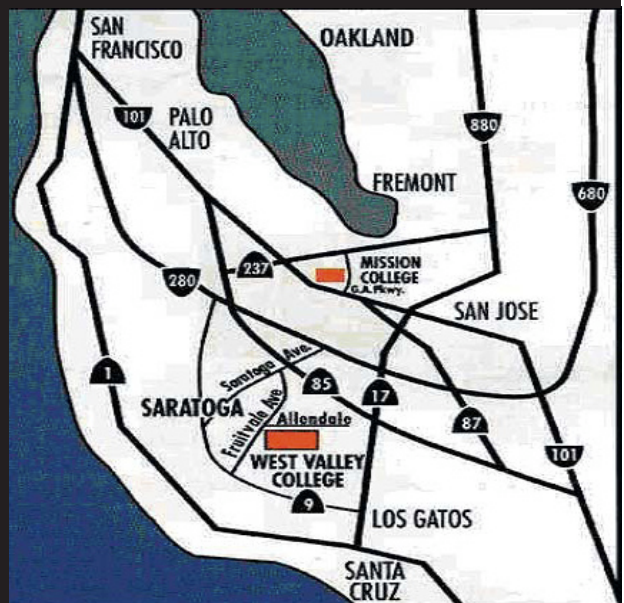 SAN
FRANCISCO
OAKLAND
101
PALO
ALTO
880
FREMONT
680
237
MISSION
COLLEGE
G.A. Pkwy.
280
SAN JOSE
1
Saratoga Ave.
85
17
SARATOGA
Fruitvale Ave
Allendale
87
WEST VALLEY
COLLEGE
101
9
LOS GATOS
SANTA
CRUZ